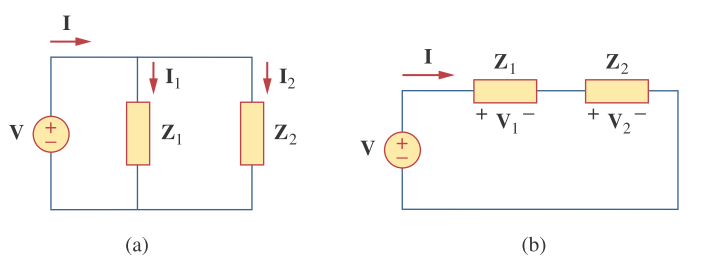 I
I₁
I₂
V
+
−
Z₁
Z₂
(a)
I
Z₁
Z₂
+ V₁ −
+ V₂ −
V
+
−
(b)